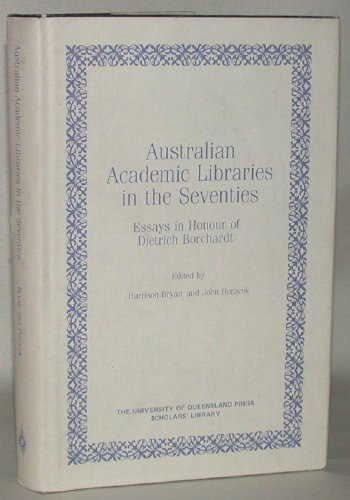 Australian
Academic Libraries
in the Seventies
Essays in Honour of
Dietrich Borchardt
Edited by
Harrison Bryan and John Horacek
THE UNIVERSITY OF QUEENSLAND PRESS
SCHOLARS' LIBRARY
Australian Academic Libraries in the Seventies
Bryan and Horacek